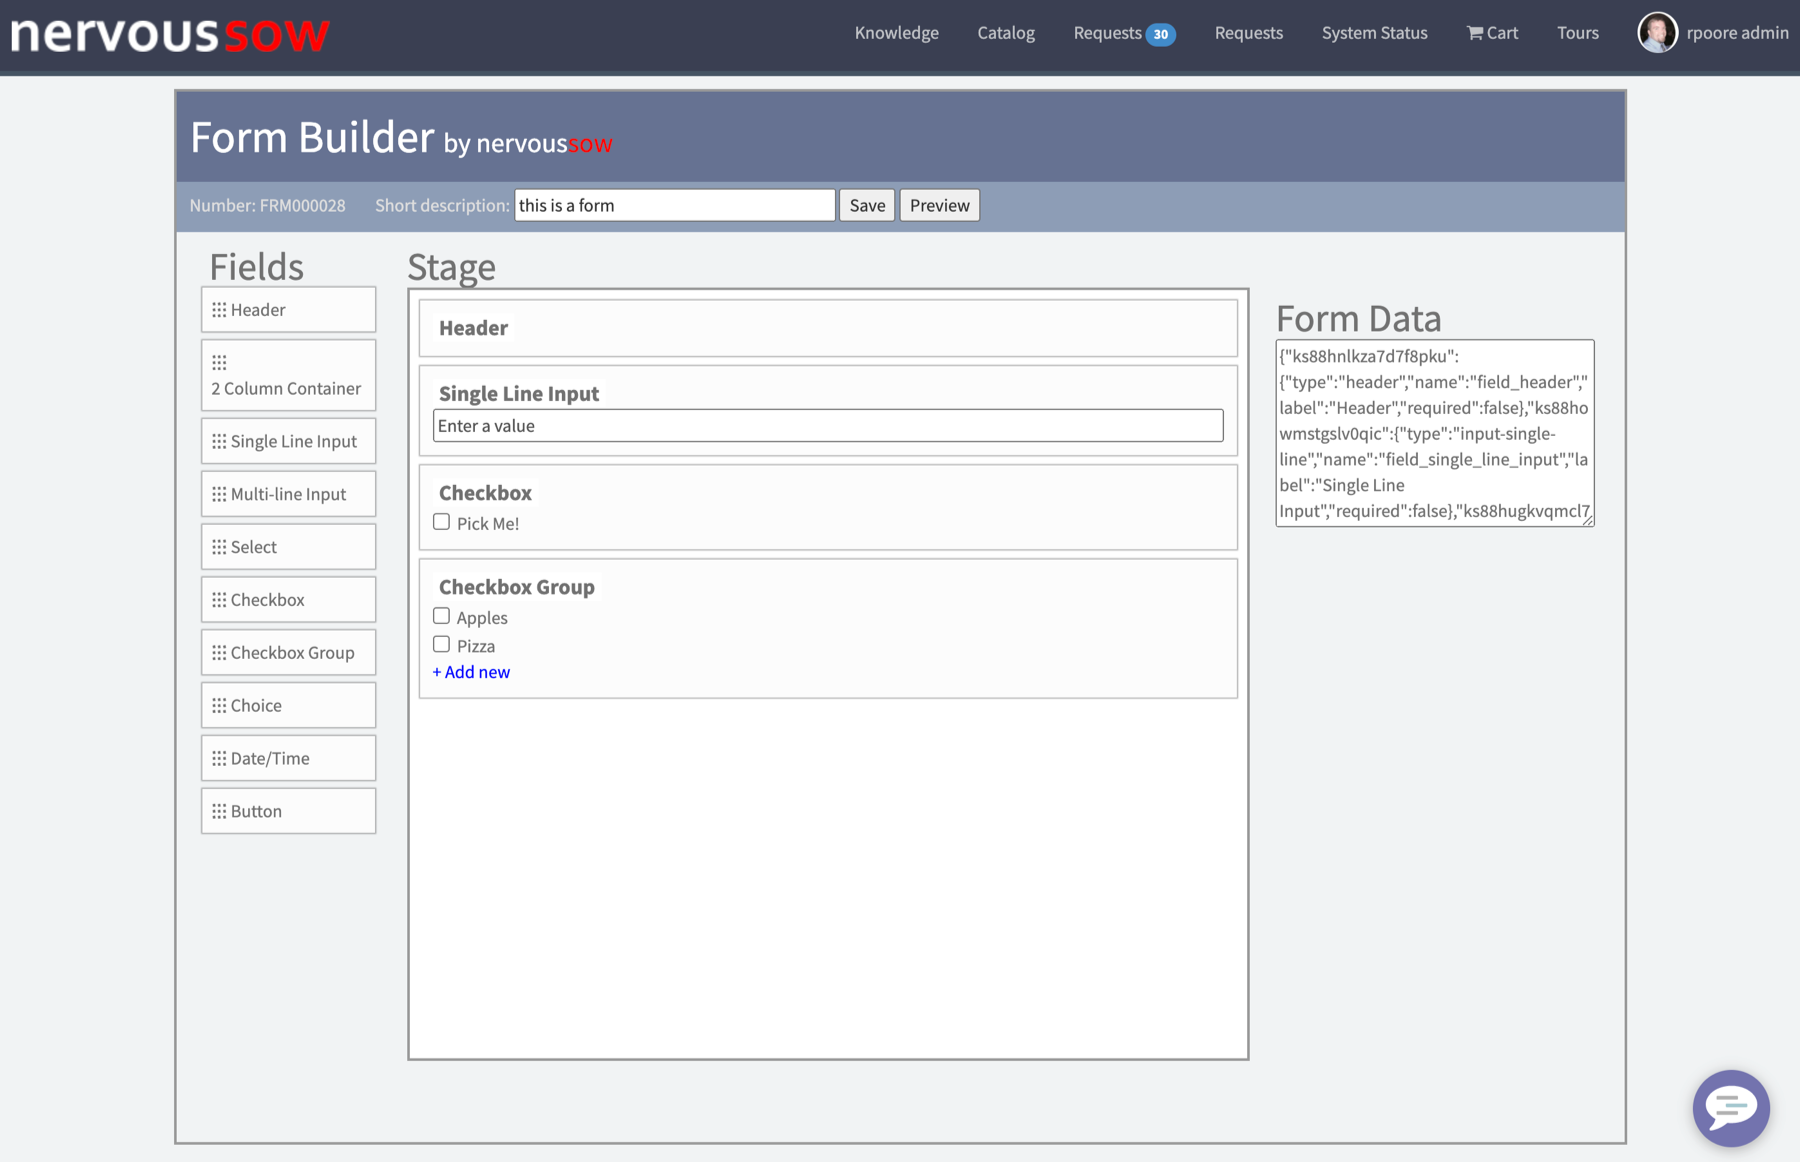 nervoussow
Knowledge Catalog Requests 30 Requests System Status Cart Tours rpoore admin
Form Builder by nervoussow
Number: FRM000028 Short description: this is a form Save Preview
Fields
Header
2 Column Container
Single Line Input
Multi-line Input
Select
Checkbox
Checkbox Group
Choice
Date/Time
Button
Stage
Header
Single Line Input
Enter a value
Checkbox
Pick Me!
Checkbox Group
Apples
Pizza
+ Add new
Form Data
{"ks88hnlkza7d7f8pku":
{"type":"header","name":"field_header","
label":"Header","required":false},"ks88ho
wmstgslv0qic":{"type":"input-single-
line","name":"field_single_line_input","la
bel":"Single Line
Input","required":false},"ks88hugkvqmcl7